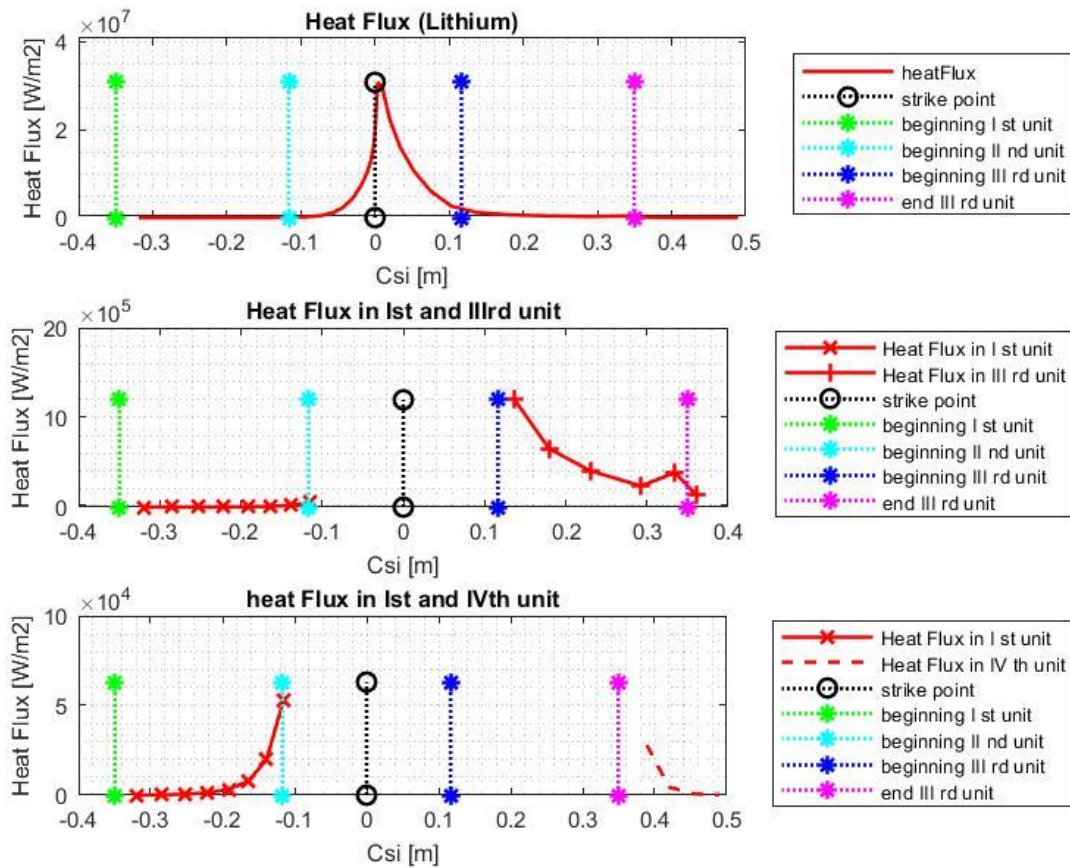 ×10⁷
Heat Flux (Lithium)
4
2
0
Heat Flux [W/m2]
-0.4 -0.3 -0.2 -0.1 0 0.1 0.2 0.3 0.4 0.5
Csi [m]
heatFlux
strike point
beginning I st unit
beginning II nd unit
beginning III rd unit
end III rd unit
×10⁵
Heat Flux in Ist and IIIrd unit
20
10
0
Heat Flux [W/m2]
-0.4 -0.3 -0.2 -0.1 0 0.1 0.2 0.3 0.4
Csi [m]
Heat Flux in I st unit
Heat Flux in III rd unit
strike point
beginning I st unit
beginning II nd unit
beginning III rd unit
end III rd unit
×10⁴
heat Flux in Ist and IVth unit
10
5
0
Heat Flux [W/m2]
-0.4 -0.3 -0.2 -0.1 0 0.1 0.2 0.3 0.4 0.5
Csi [m]
Heat Flux in I st unit
Heat Flux in IV th unit
strike point
beginning I st unit
beginning II nd unit
beginning III rd unit
end III rd unit